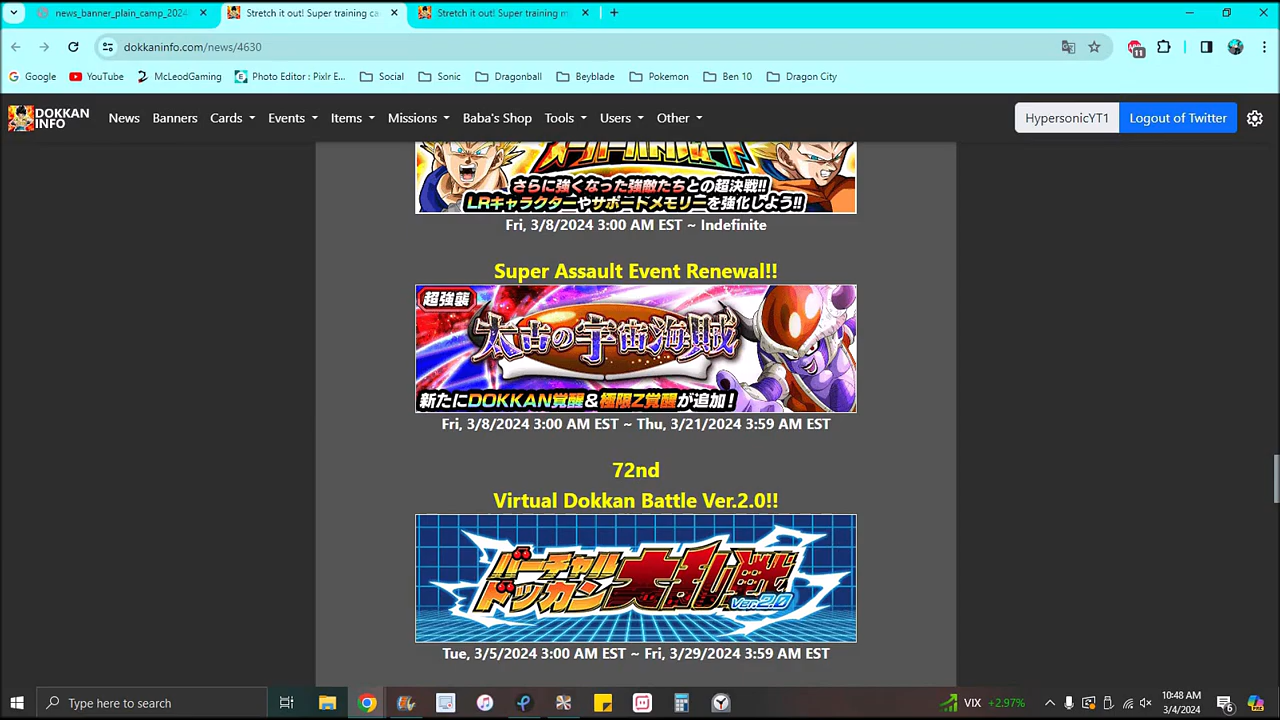 news_banner_plain_camp_2024
Stretch it out! Super training ca
Stretch it out! Super training m
dokkaninfo.com/news/4630
11
Google
YouTube
McLeodGaming
Photo Editor : Pixlr E...
Social
Sonic
Dragonball
Beyblade
Pokemon
Ben 10
Dragon City
DOKKAN
INFO
News
Banners
Cards
Events
Items
Missions
Baba's Shop
Tools
Users
Other
HypersonicYT1
Logout of Twitter
さらに強くなった強敵たちとの超決戦!!
LRキャラクターやサポートメモリーを強化しよう!!
Fri, 3/8/2024 3:00 AM EST ~ Indefinite
Super Assault Event Renewal!!
超強襲
太古の宇宙海賊
新たにDOKKAN覚醒&極限Z覚醒が追加!
Fri, 3/8/2024 3:00 AM EST ~ Thu, 3/21/2024 3:59 AM EST
72nd
Virtual Dokkan Battle Ver.2.0!!
バーチャル
ドッカン大乱戦
Ver.2.0
Tue, 3/5/2024 3:00 AM EST ~ Fri, 3/29/2024 3:59 AM EST
Type here to search
VIX +2.97%
10:48 AM
3/4/2024
6